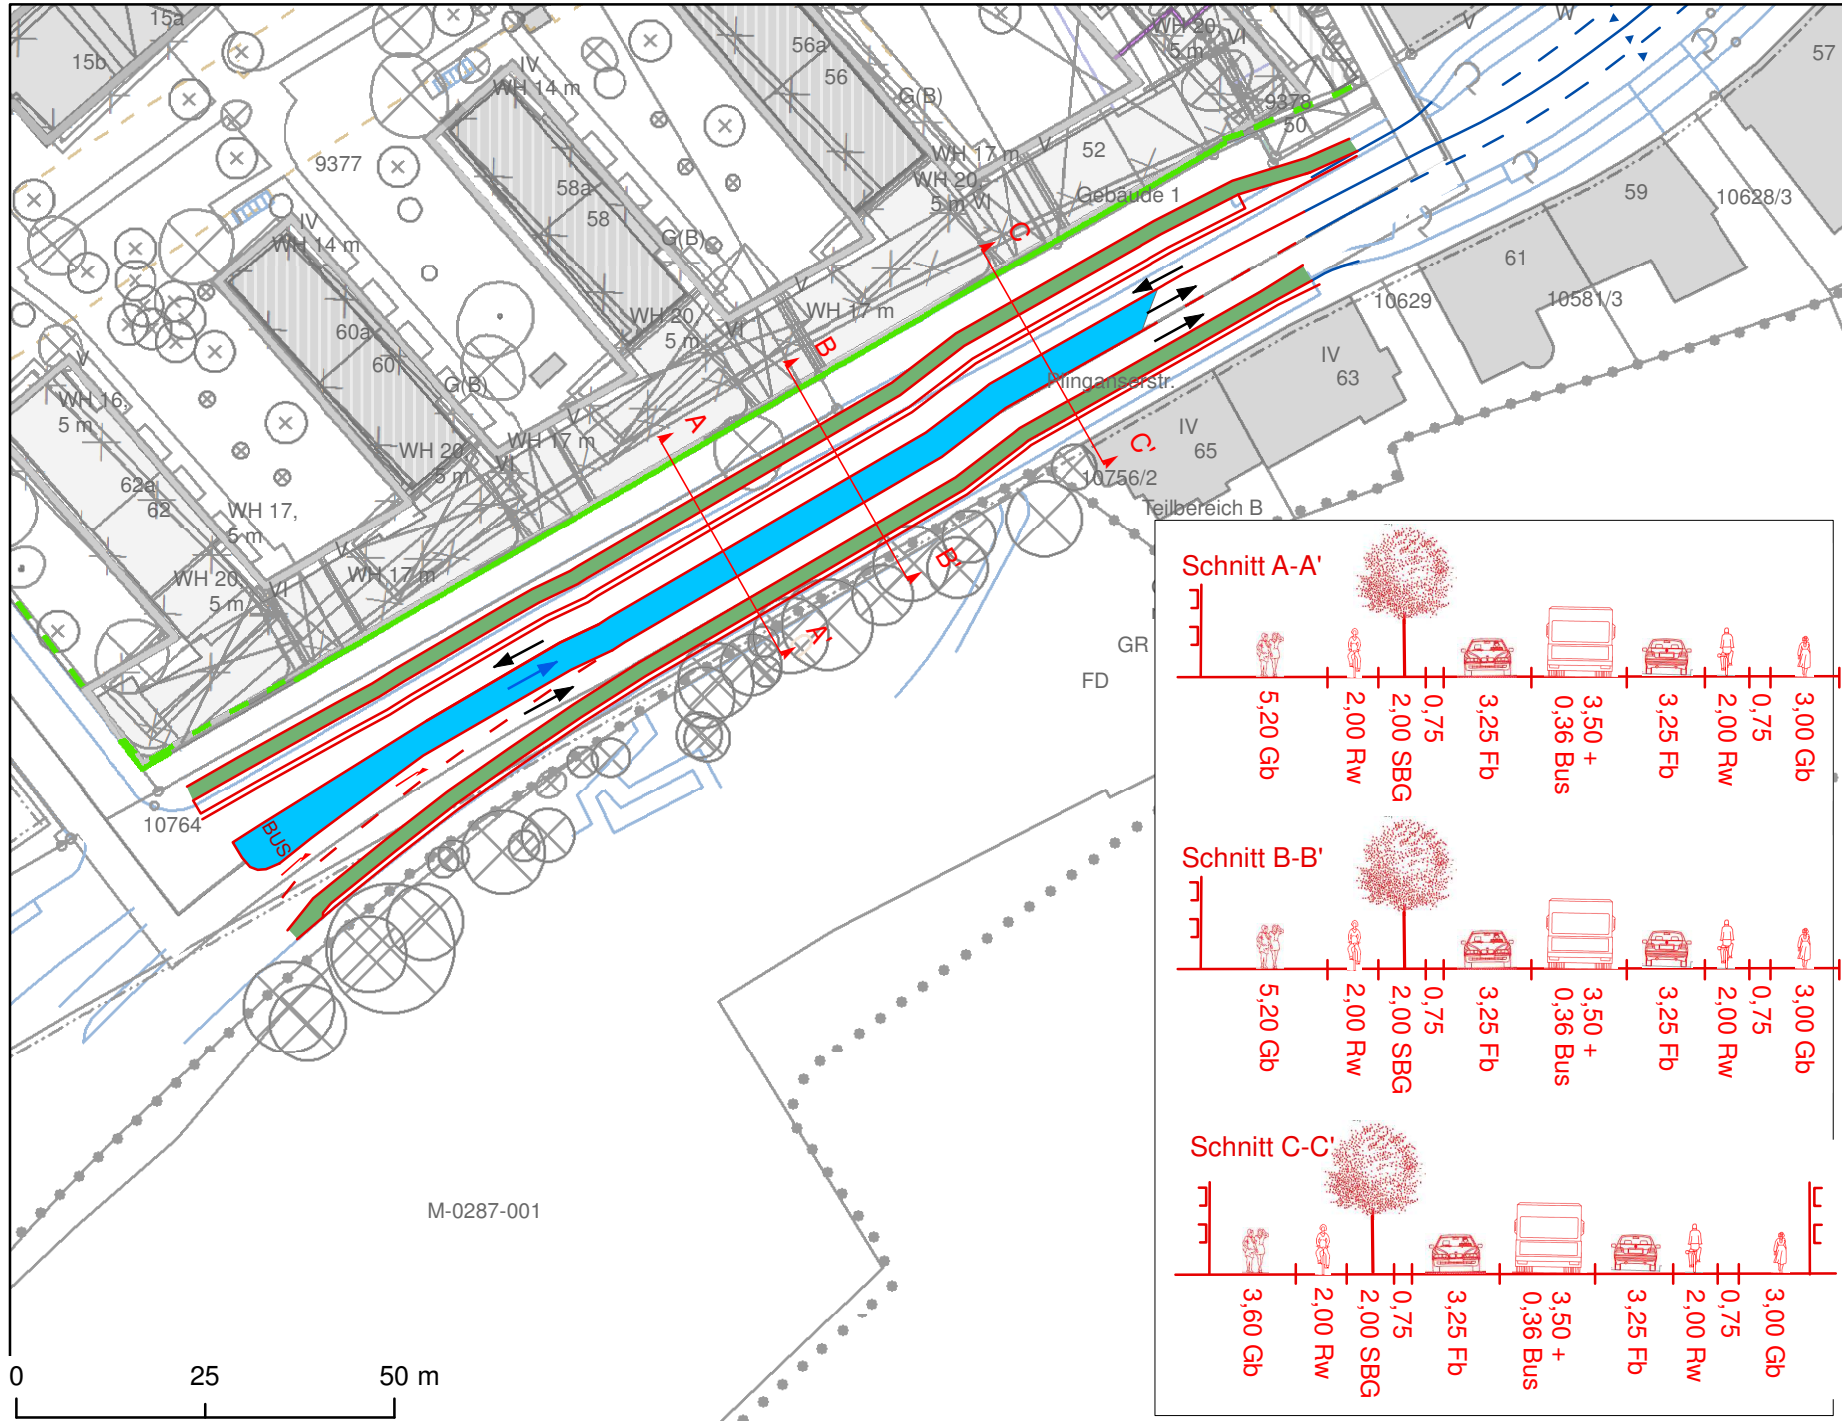 15a
15b
IV
WH 14 m
56a
56
G(B)
WH 20,
5 m
VI
V
W
57
9378
50
52
V
WH 17 m
WH 20,
5 m
VI
Gebäude 1
C
9377
58a
58
G(B)
IV
WH 14 m
59
10628/3
61
10581/3
10629
IV
63
60a
60
G(B)
WH 20,
5 m
VI
V
WH 17 m
B
Plinganserstr.
IV
65
C'
10756/2
Teilbereich B
V
WH 16,
5 m
62a
62
WH 17,
5 m
WH 20,
5 m
VI
V
WH 17 m
A
WH 20,
5 m
VI
V
WH 17 m
B'
A'
GR
FD
10764
BUS
M-0287-001
0
25
50 m
Schnitt A-A'
5,20 Gb
2,00 Rw
2,00 SBG
0,75
3,25 Fb
3,50 +
0,36 Bus
3,25 Fb
2,00 Rw
0,75
3,00 Gb
Schnitt B-B'
5,20 Gb
2,00 Rw
2,00 SBG
0,75
3,25 Fb
3,50 +
0,36 Bus
3,25 Fb
2,00 Rw
0,75
3,00 Gb
Schnitt C-C'
3,60 Gb
2,00 Rw
2,00 SBG
0,75
3,25 Fb
3,50 +
0,36 Bus
3,25 Fb
2,00 Rw
0,75
3,00 Gb